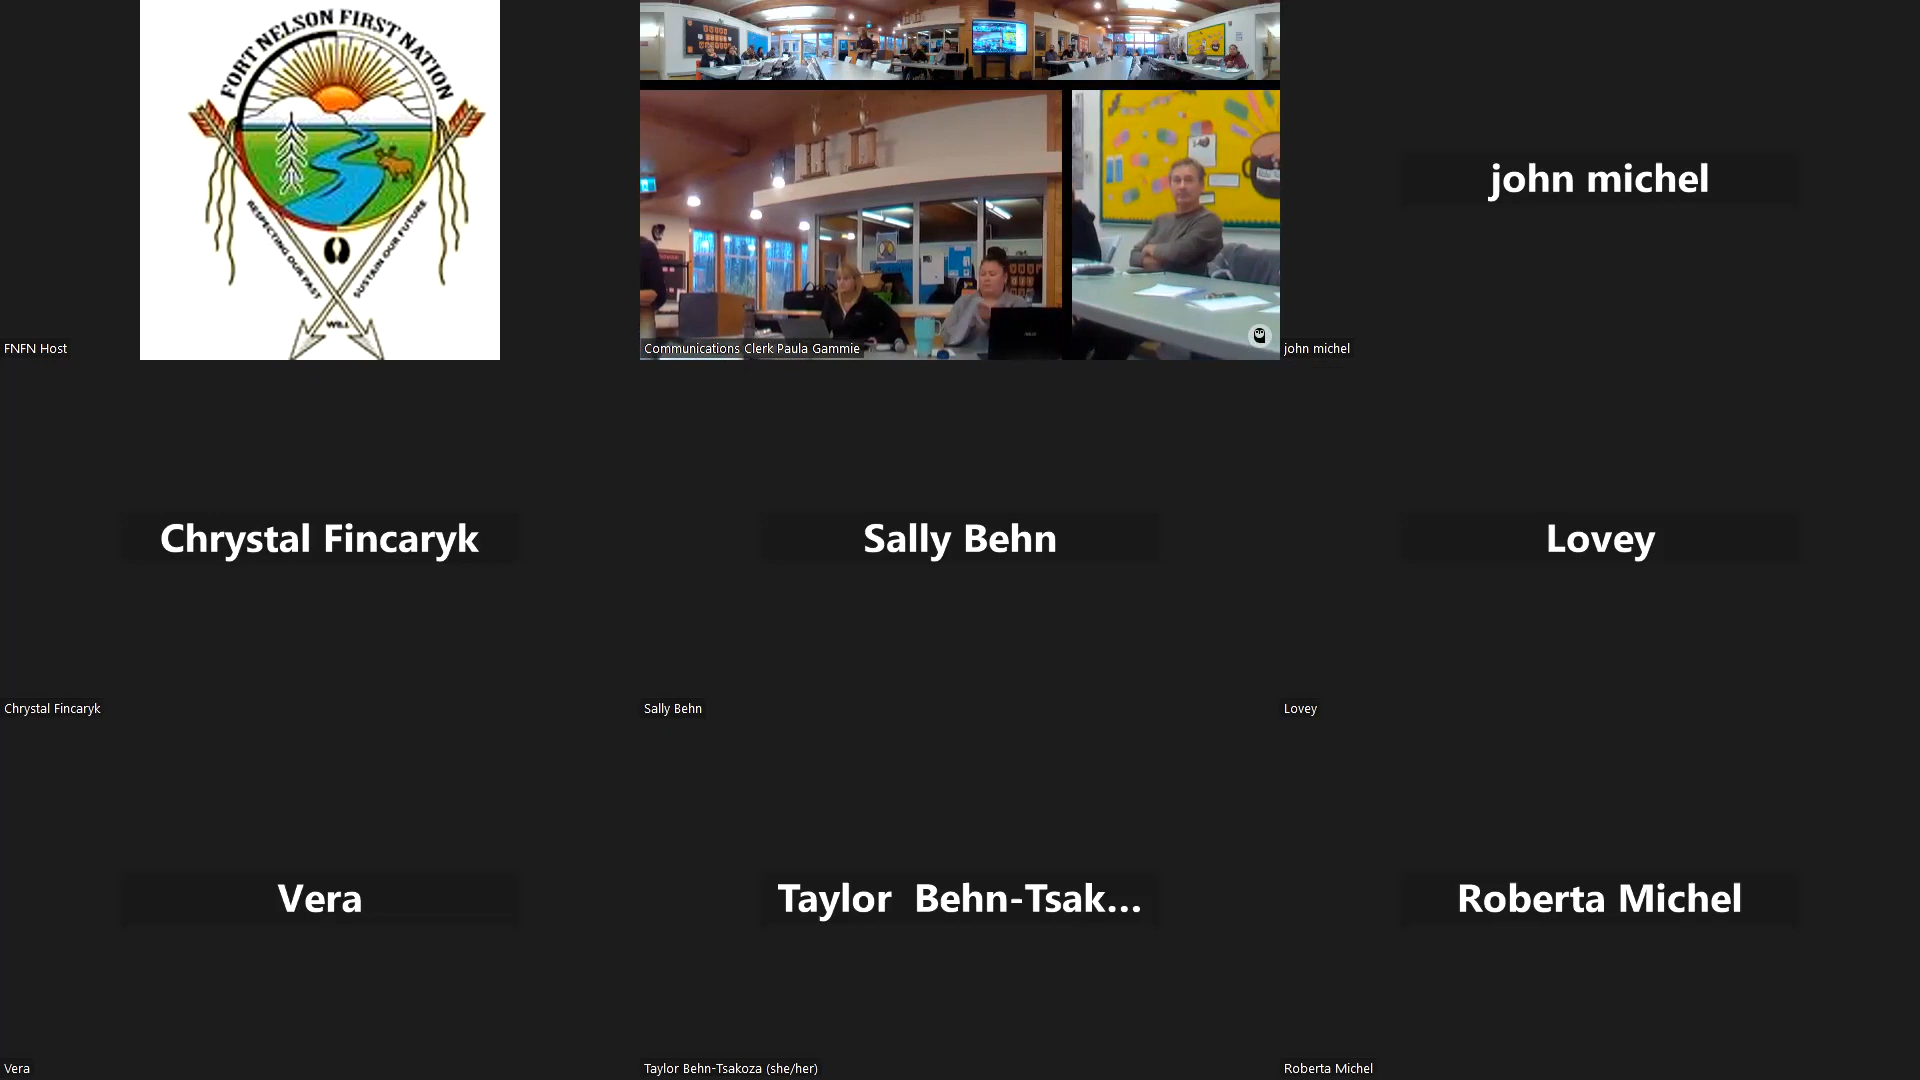 FORT NELSON FIRST NATION
RESPECTING OUR PAST
WILL
SUSTAIN OUR FUTURE
FNFN Host
Communications Clerk Paula Gammie
john michel
john michel
Chrystal Fincaryk
Chrystal Fincaryk
Sally Behn
Sally Behn
Lovey
Lovey
Vera
Vera
Taylor Behn-Tsak...
Taylor Behn-Tsakoza (she/her)
Roberta Michel
Roberta Michel